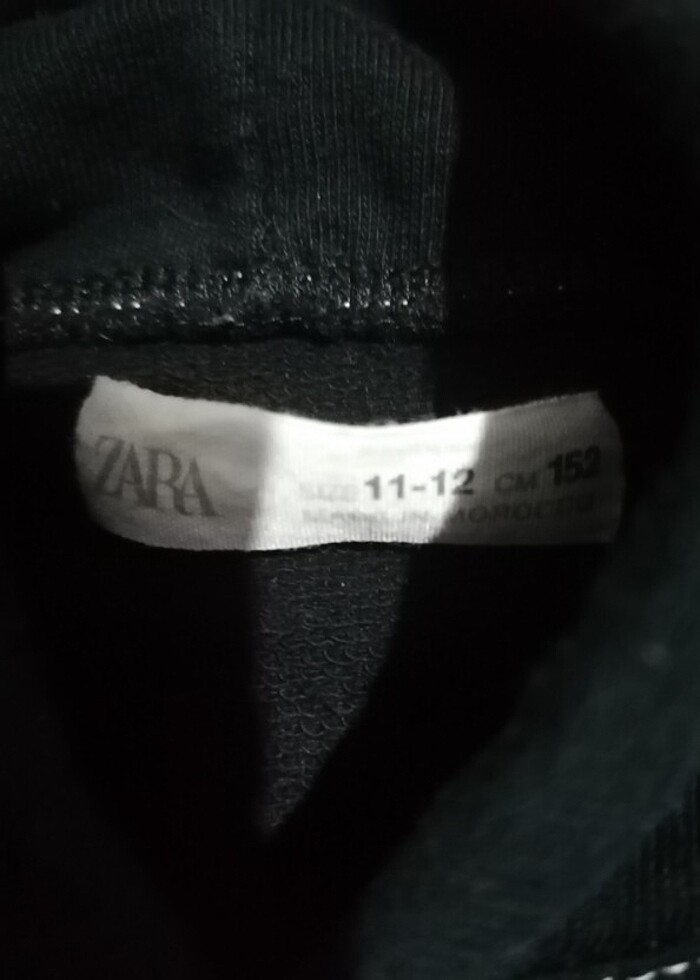 ZARA
SIZE 11-12 CM 152
MADE IN MOROCCO